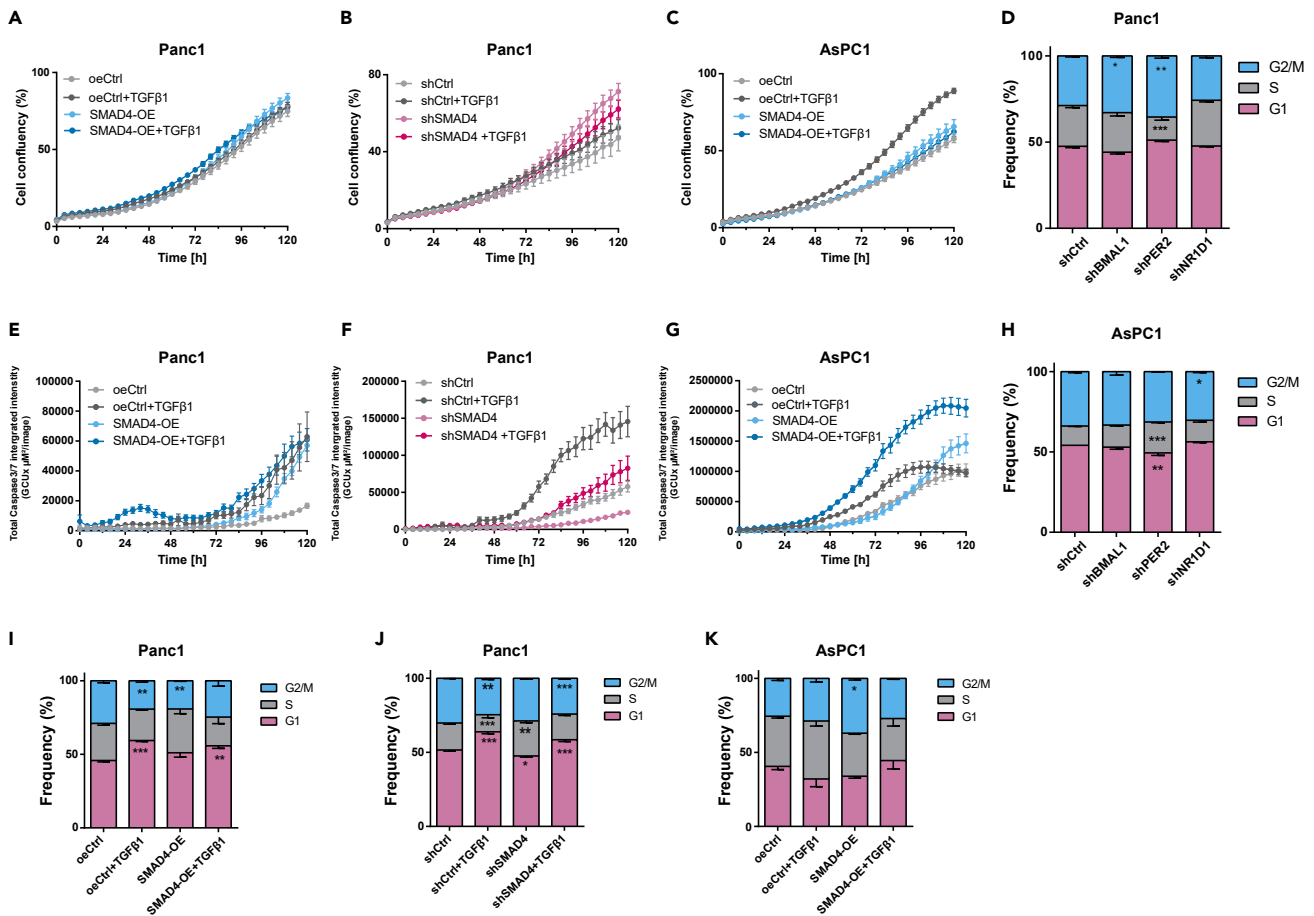 A
Panc1
oeCtrl
oeCtrl+TGFβ1
SMAD4-OE
SMAD4-OE+TGFβ1
Cell confluency (%)
100
50
0
0 24 48 72 96 120
Time [h]
B
Panc1
shCtrl
shCtrl+TGFβ1
shSMAD4
shSMAD4 +TGFβ1
Cell confluency (%)
80
40
0
0 24 48 72 96 120
Time [h]
C
AsPC1
oeCtrl
oeCtrl+TGFβ1
SMAD4-OE
SMAD4-OE+TGFβ1
Cell confluency (%)
100
50
0
0 24 48 72 96 120
Time [h]
D
Panc1
Frequency (%)
100
50
0
* ** ***
G2/M
S
G1
shCtrl shBMAL1 shPER2 shNR1D1
E
Panc1
oeCtrl
oeCtrl+TGFβ1
SMAD4-OE
SMAD4-OE+TGFβ1
Total Caspase3/7 Intergrated intenstity
(GCUx µM²/image)
100000
80000
60000
40000
20000
0
0 24 48 72 96 120
Time [h]
F
Panc1
shCtrl
shCtrl+TGFβ1
shSMAD4
shSMAD4 +TGFβ1
Total Caspase3/7 Intergrated intenstity
(GCUx µM²/image)
200000
150000
100000
50000
0
0 24 48 72 96 120
Time [h]
G
AsPC1
oeCtrl
oeCtrl+TGFβ1
SMAD4-OE
SMAD4-OE+TGFβ1
Total Caspase3/7 Intergrated intenstity
(GCUx µM²/image)
2500000
2000000
1500000
1000000
500000
0
0 24 48 72 96 120
Time [h]
H
AsPC1
Frequency (%)
100
50
0
*** ** *
G2/M
S
G1
shCtrl shBMAL1 shPER2 shNR1D1
I
Panc1
Frequency (%)
100
50
0
** **
*** **
G2/M
S
G1
oeCtrl oeCtrl+TGFβ1 SMAD4-OE SMAD4-OE+TGFβ1
J
Panc1
Frequency (%)
100
50
0
** ***
*** **
*** * ***
G2/M
S
G1
shCtrl shCtrl+TGFβ1 shSMAD4 shSMAD4+TGFβ1
K
AsPC1
Frequency (%)
100
50
0
*
G2/M
S
G1
oeCtrl oeCtrl+TGFβ1 SMAD4-OE SMAD4-OE+TGFβ1